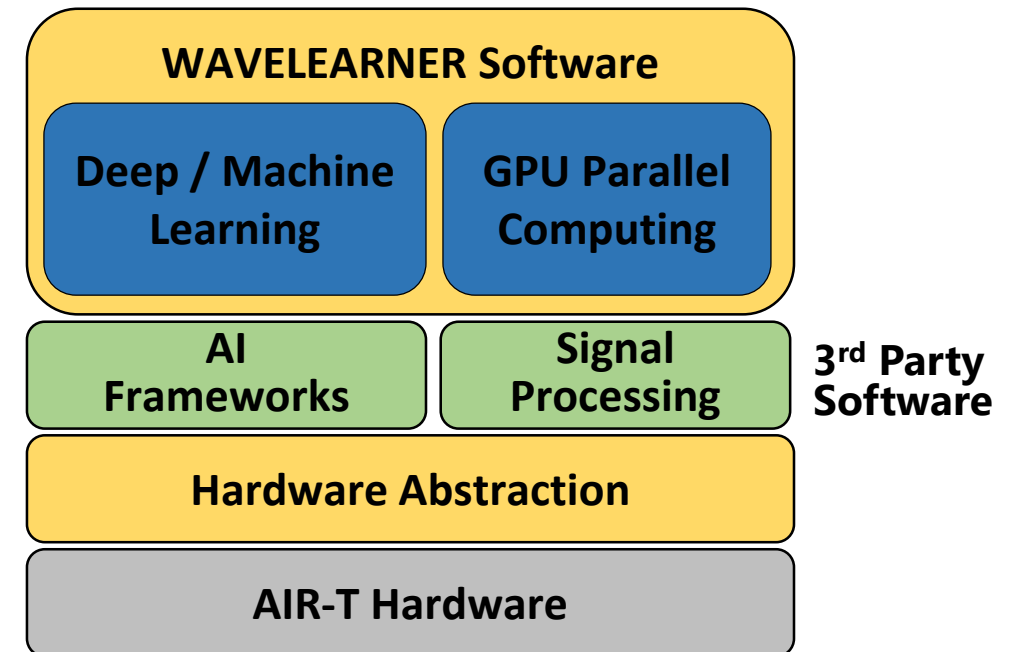 WAVELEARNER Software
Deep / Machine
Learning
GPU Parallel
Computing
AI
Frameworks
Signal
Processing
3rd Party
Software
Hardware Abstraction
AIR-T Hardware